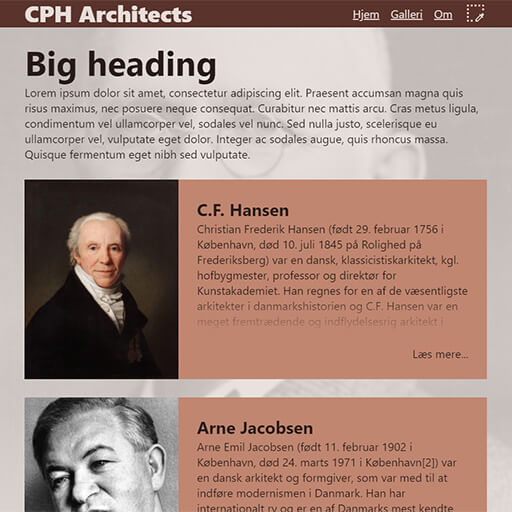 CPH Architects
Hjem Galleri Om
Big heading
Lorem ipsum dolor sit amet, consectetur adipiscing elit. Praesent accumsan magna quis
risus maximus, nec posuere neque consequat. Curabitur nec mattis arcu. Cras metus ligula,
condimentum vel ullamcorper vel, sodales vel nunc. Sed nulla justo, scelerisque eu
ullamcorper vel, vulputate eget dolor. Integer ac sodales augue, quis rhoncus massa.
Quisque fermentum eget nibh sed vulputate.
C.F. Hansen
Christian Frederik Hansen (født 29. februar 1756 i
København, død 10. juli 1845 på Rolighed på
Frederiksberg) var en dansk, klassicistiskarkitekt, kgl.
hofbygmester, professor og direktør for
Kunstakademiet. Han regnes for en af de væsentligste
arkitekter i danmarkshistorien og C.F. Hansen var en
meget fremtrædende og indflydelsesrig arkitekt i
Læs mere...
Arne Jacobsen
Arne Emil Jacobsen (født 11. februar 1902 i
København, død 24. marts 1971 i København[2]) var
en dansk arkitekt og formgiver, som var med til at
indføre modernismen i Danmark. Han har
internationalt ry og er en af Danmarks mest kendte